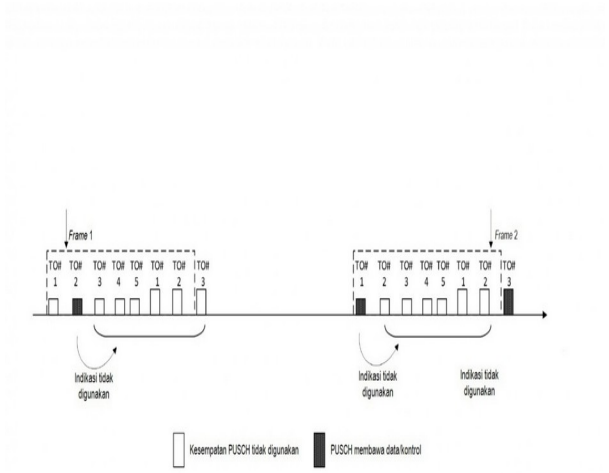 Frame 1
Frame 2
TO# TO# TO# TO# TO# TO# TO# TO#
1 2 3 4 5 1 2 3
TO# TO# TO# TO# TO# TO# TO# TO#
1 2 3 4 5 1 2 3
Indikasi tidak
digunakan
Indikasi tidak
digunakan
Indikasi tidak
digunakan
Kesempatan PUSCH tidak digunakan
PUSCH membawa data/kontrol